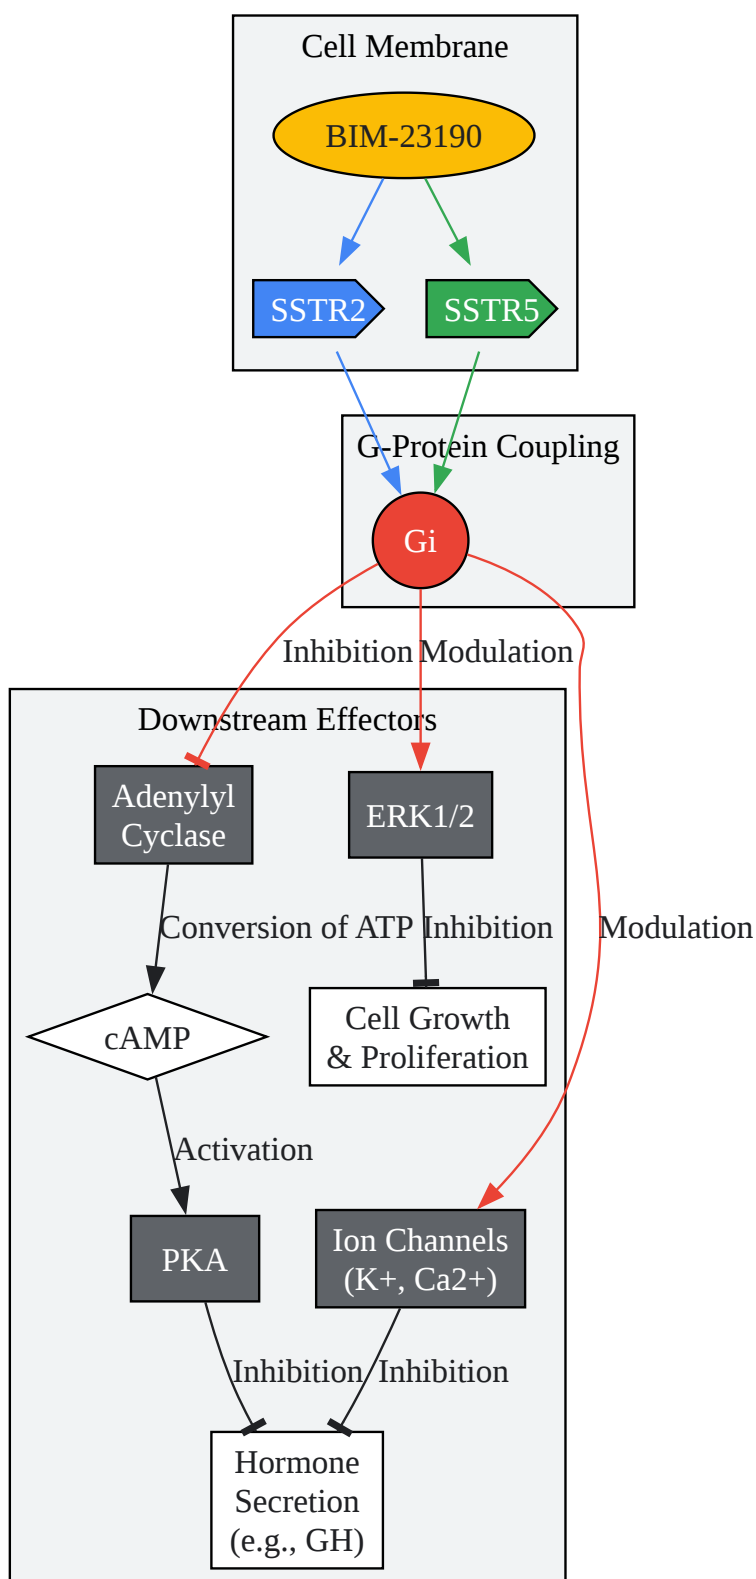 Cell Membrane
BIM-23190
SSTR2
SSTR5
G-Protein Coupling
Gi
Inhibition
Modulation
Downstream Effectors
Adenylyl
Cyclase
ERK1/2
Conversion of ATP
Inhibition
Modulation
cAMP
Cell Growth
& Proliferation
Activation
PKA
Ion Channels
(K+, Ca2+)
Inhibition
Inhibition
Hormone
Secretion
(e.g., GH)